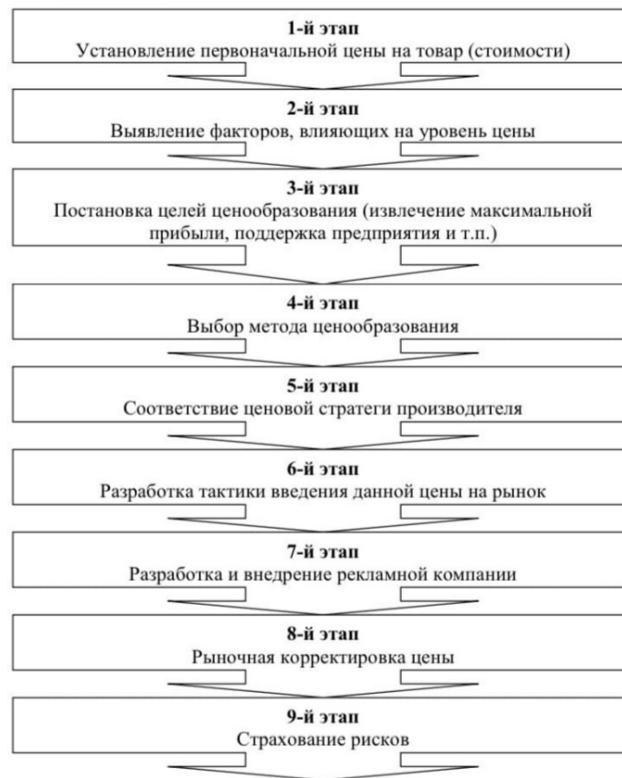 1-й этап
Установление первоначальной цены на товар (стоимости)
2-й этап
Выявление факторов, влияющих на уровень цены
3-й этап
Постановка целей ценообразования (извлечение максимальной
прибыли, поддержка предприятия и т.п.)
4-й этап
Выбор метода ценообразования
5-й этап
Соответствие ценовой стратеги производителя
6-й этап
Разработка тактики введения данной цены на рынок
7-й этап
Разработка и внедрение рекламной компании
8-й этап
Рыночная корректировка цены
9-й этап
Страхование рисков